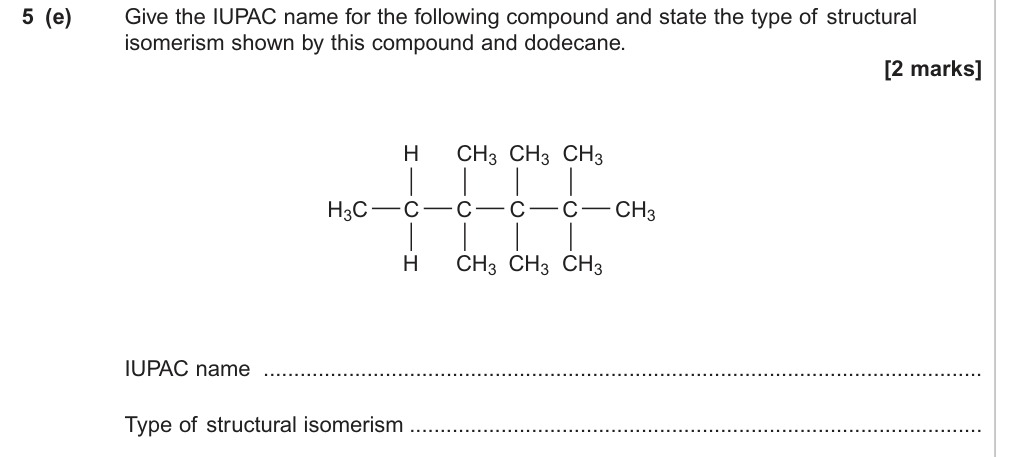 5 (e) Give the IUPAC name for the following compound and state the type of structural
isomerism shown by this compound and dodecane.
[2 marks]
H CH₃ CH₃ CH₃
H₃C—C—C—C—C—CH₃
H CH₃ CH₃ CH₃
IUPAC name ........................................................................................................................
Type of structural isomerism ...............................................................................................